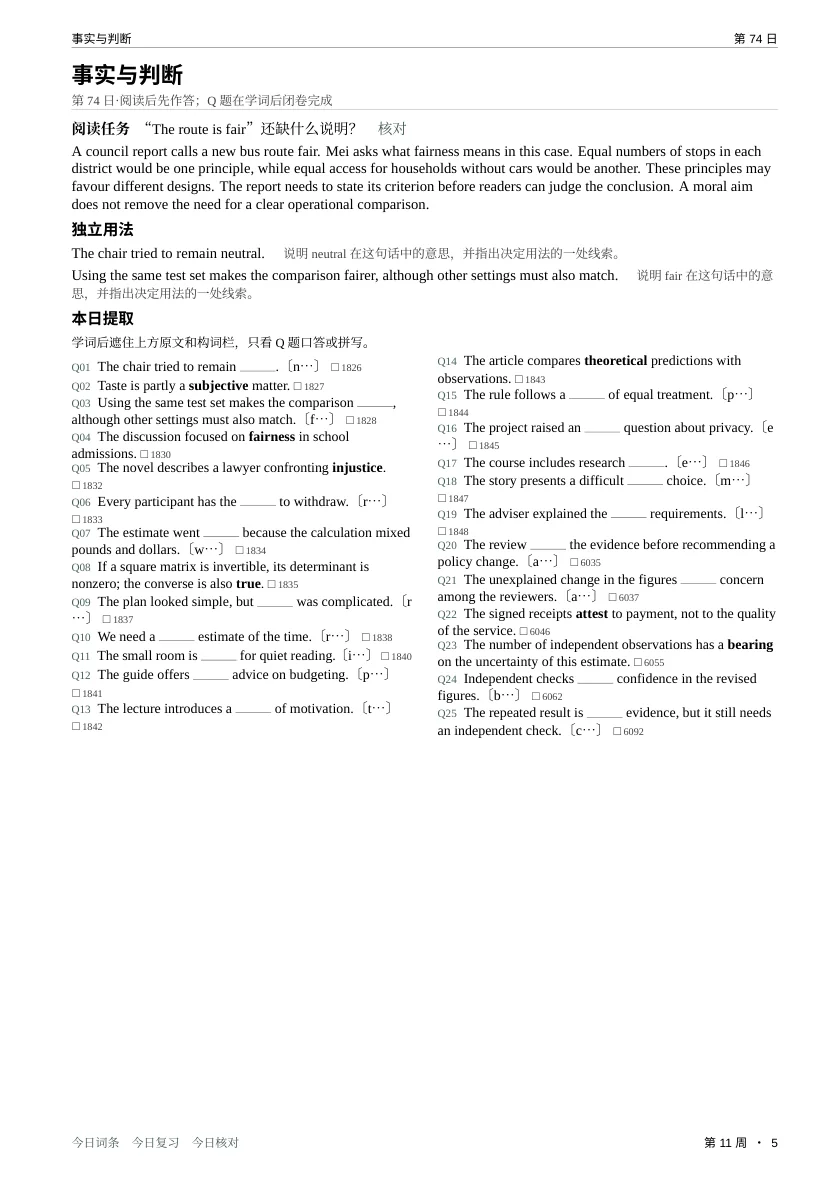 事实与判断 第 74 日
事实与判断
第 74 日·阅读后先作答；Q 题在学词后闭卷完成
阅读任务 “The route is fair”还缺什么说明？ 核对
A council report calls a new bus route fair. Mei asks what fairness means in this case. Equal numbers of stops in each
district would be one principle, while equal access for households without cars would be another. These principles may
favour different designs. The report needs to state its criterion before readers can judge the conclusion. A moral aim
does not remove the need for a clear operational comparison.
独立用法
The chair tried to remain neutral. 说明 neutral 在这句话中的意思，并指出决定用法的一处线索。
Using the same test set makes the comparison fairer, although other settings must also match. 说明 fair 在这句话中的意
思，并指出决定用法的一处线索。
本日提取
学词后遮住上方原文和构词栏，只看 Q 题口答或拼写。
Q01 The chair tried to remain _____.〔n···〕 □ 1826
Q02 Taste is partly a subjective matter. □ 1827
Q03 Using the same test set makes the comparison _____,
although other settings must also match.〔f···〕 □ 1828
Q04 The discussion focused on fairness in school
admissions. □ 1830
Q05 The novel describes a lawyer confronting injustice.
□ 1832
Q06 Every participant has the _____ to withdraw.〔r···〕
□ 1833
Q07 The estimate went _____ because the calculation mixed
pounds and dollars.〔w···〕 □ 1834
Q08 If a square matrix is invertible, its determinant is
nonzero; the converse is also true. □ 1835
Q09 The plan looked simple, but _____ was complicated.〔r
···〕 □ 1837
Q10 We need a _____ estimate of the time.〔r···〕 □ 1838
Q11 The small room is _____ for quiet reading.〔i···〕 □ 1840
Q12 The guide offers _____ advice on budgeting.〔p···〕
□ 1841
Q13 The lecture introduces a _____ of motivation.〔t···〕
□ 1842
Q14 The article compares theoretical predictions with
observations. □ 1843
Q15 The rule follows a _____ of equal treatment.〔p···〕
□ 1844
Q16 The project raised an _____ question about privacy.〔e
···〕 □ 1845
Q17 The course includes research _____.〔e···〕 □ 1846
Q18 The story presents a difficult _____ choice.〔m···〕
□ 1847
Q19 The adviser explained the _____ requirements.〔l···〕
□ 1848
Q20 The review _____ the evidence before recommending a
policy change.〔a···〕 □ 6035
Q21 The unexplained change in the figures _____ concern
among the reviewers.〔a···〕 □ 6037
Q22 The signed receipts attest to payment, not to the quality
of the service. □ 6046
Q23 The number of independent observations has a bearing
on the uncertainty of this estimate. □ 6055
Q24 Independent checks _____ confidence in the revised
figures.〔b···〕 □ 6062
Q25 The repeated result is _____ evidence, but it still needs
an independent check.〔c···〕 □ 6092
今日词条 今日复习 今日核对 第 11 周 · 5